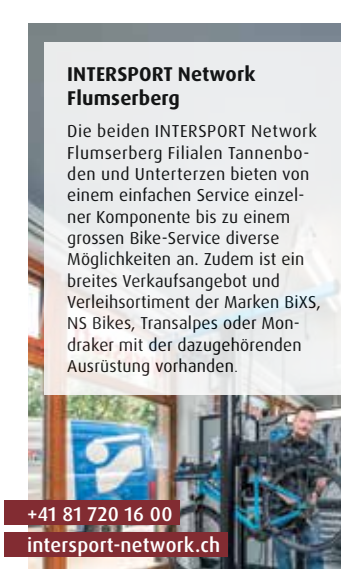 INTERSPORT Network
Flumserberg
Die beiden INTERSPORT Network
Flumserberg Filialen Tannenbo-
den und Unterterzen bieten von
einem einfachen Service einzel-
ner Komponente bis zu einem
grossen Bike-Service diverse
Möglichkeiten an. Zudem ist ein
breites Verkaufsangebot und
Verleihsortiment der Marken BiXS,
NS Bikes, Transalpes oder Mon-
draker mit der dazugehörenden
Ausrüstung vorhanden.
+41 81 720 16 00
intersport-network.ch